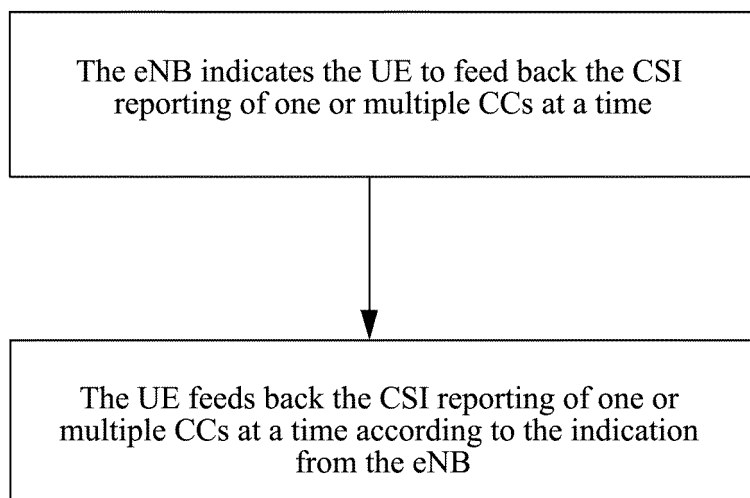 The eNB indicates the UE to feed back the CSI
reporting of one or multiple CCs at a time
The UE feeds back the CSI reporting of one or
multiple CCs at a time according to the indication
from the eNB